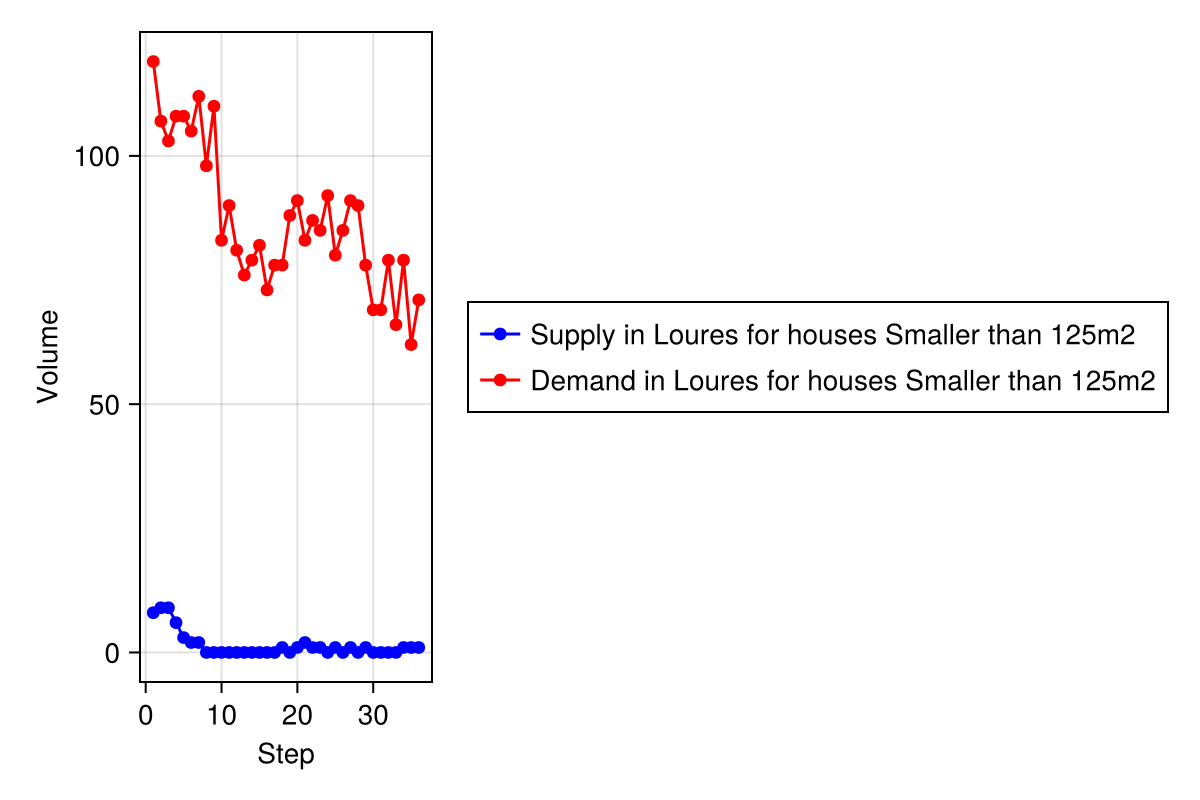 Volume
100
50
0
0 10 20 30
Step
Supply in Loures for houses Smaller than 125m2
Demand in Loures for houses Smaller than 125m2